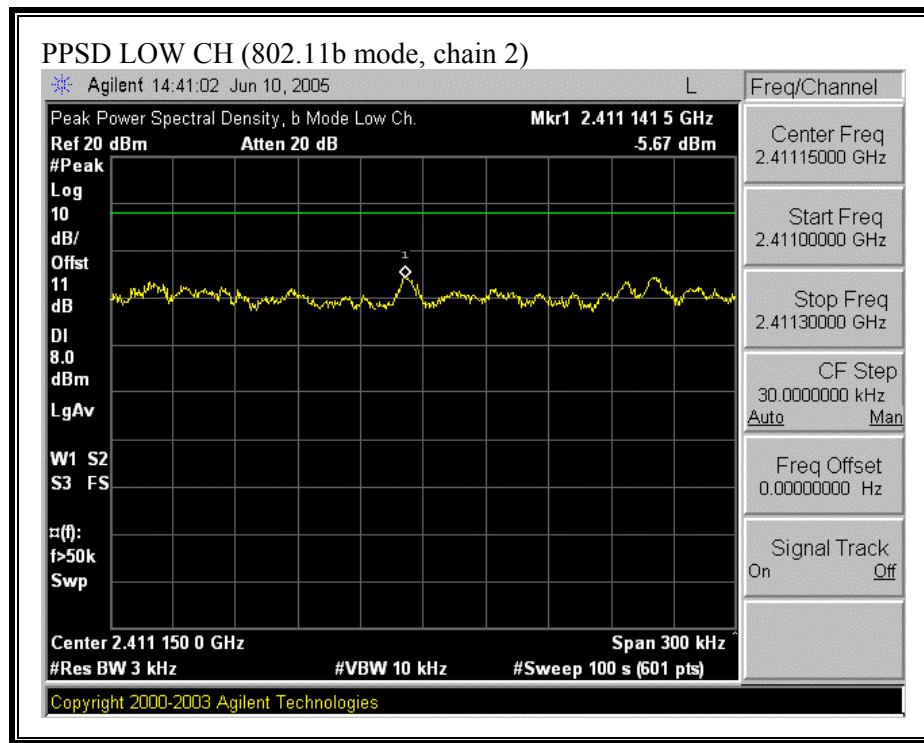 PPSD LOW CH (802.11b mode, chain 2)
Agilent 14:41:02 Jun 10, 2005
L
Freq/Channel
Peak Power Spectral Density, b Mode Low Ch.
Mkr1 2.411 141 5 GHz
Ref 20 dBm
Atten 20 dB
-5.67 dBm
#Peak
Log
10
dB/
Offst
11
dB
DI
8.0
dBm
LgAv
W1 S2
S3 FS
¤(f):
f>50k
Swp
1
Center 2.411 150 0 GHz
Span 300 kHz
#Res BW 3 kHz
#VBW 10 kHz
#Sweep 100 s (601 pts)
Center Freq
2.41115000 GHz
Start Freq
2.41100000 GHz
Stop Freq
2.41130000 GHz
CF Step
30.0000000 kHz
Auto Man
Freq Offset
0.00000000 Hz
Signal Track
On Off
Copyright 2000-2003 Agilent Technologies